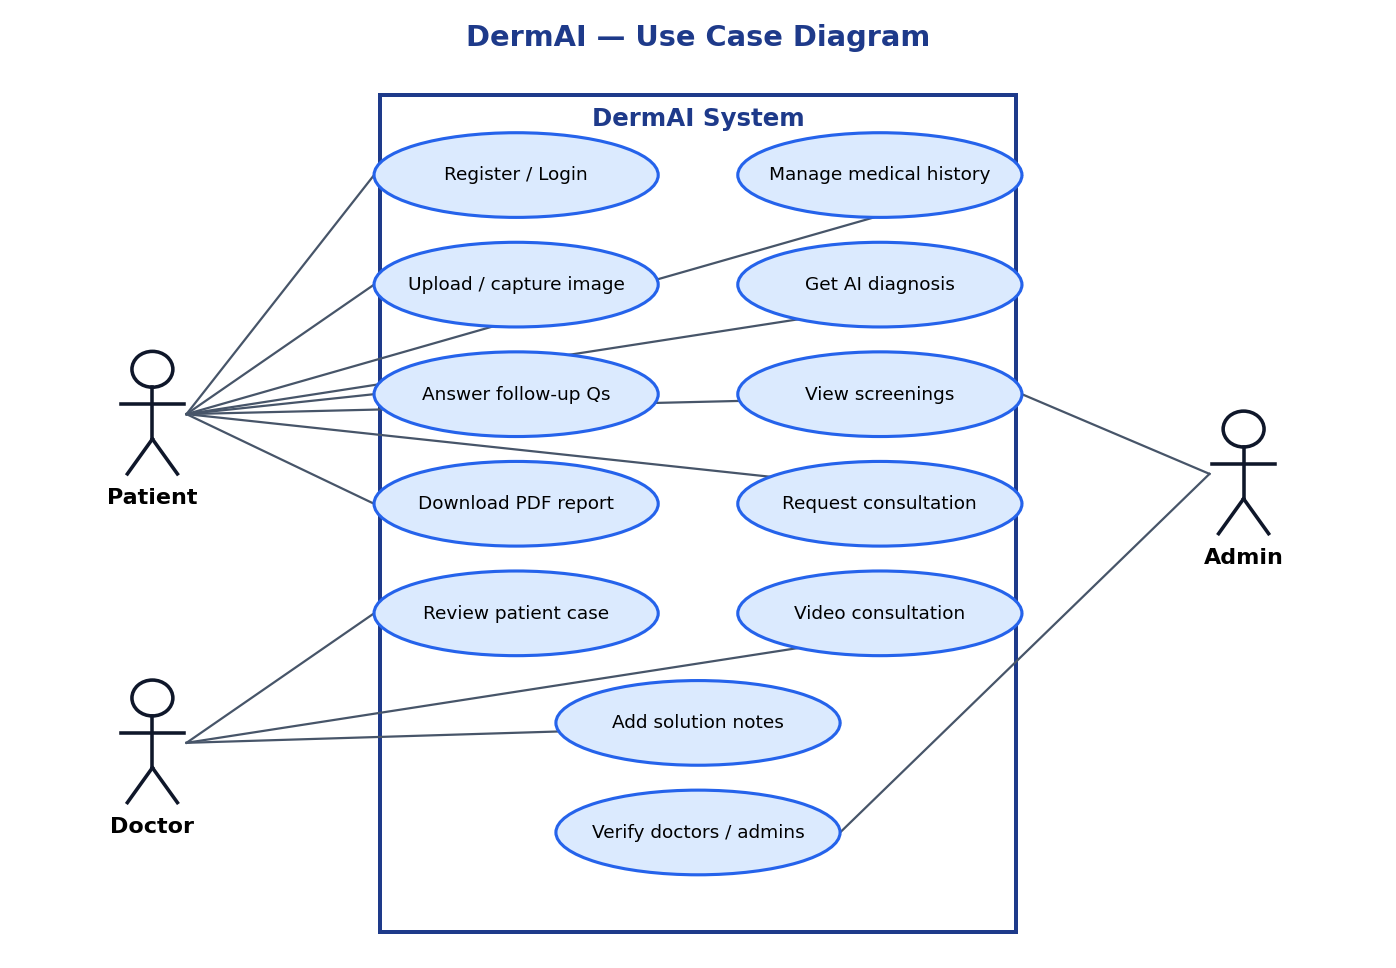 DermAI — Use Case Diagram
DermAI System
Register / Login
Manage medical history
Upload / capture image
Get AI diagnosis
Answer follow-up Qs
View screenings
Patient
Download PDF report
Request consultation
Admin
Review patient case
Video consultation
Add solution notes
Doctor
Verify doctors / admins